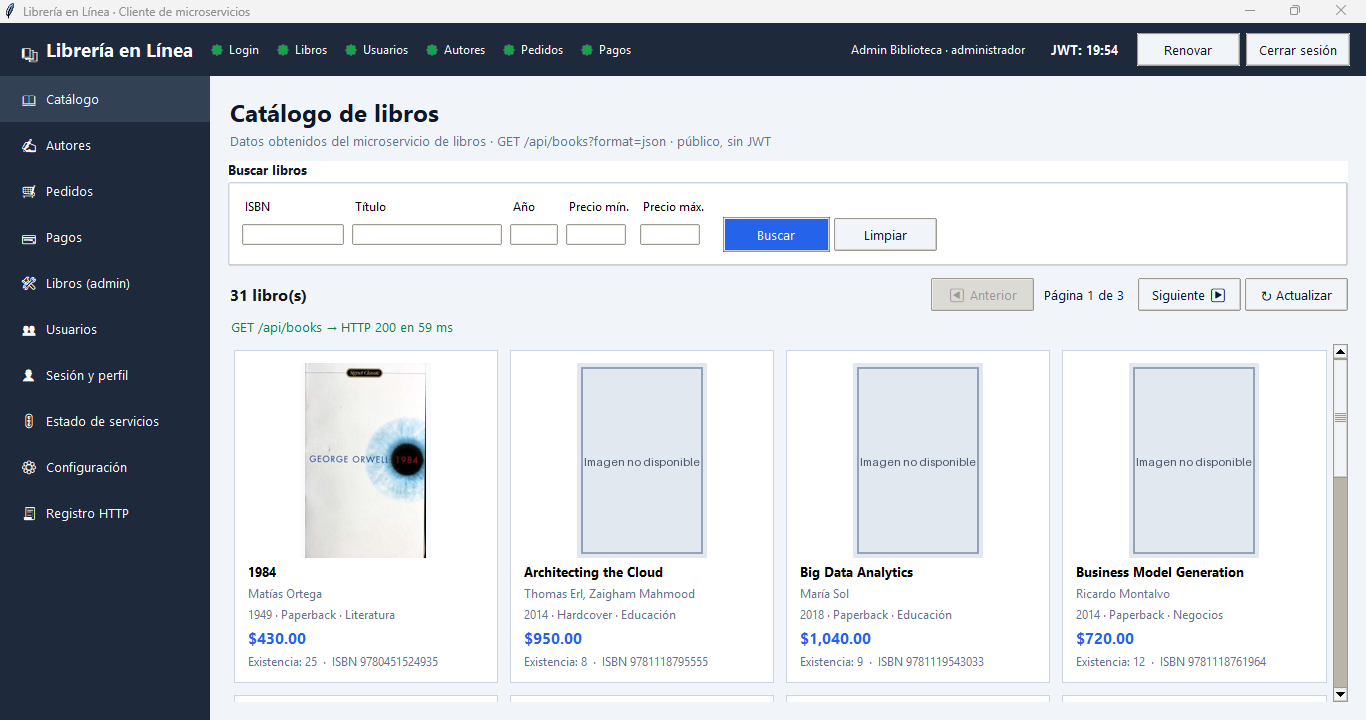 Librería en Línea · Cliente de microservicios
Librería en Línea
Login
Libros
Usuarios
Autores
Pedidos
Pagos
Admin Biblioteca · administrador
JWT: 19:54
Renovar
Cerrar sesión
Catálogo
Autores
Pedidos
Pagos
Libros (admin)
Usuarios
Sesión y perfil
Estado de servicios
Configuración
Registro HTTP
Catálogo de libros
Datos obtenidos del microservicio de libros · GET /api/books?format=json · público, sin JWT
Buscar libros
ISBN
Título
Año
Precio mín.
Precio máx.
Buscar
Limpiar
31 libro(s)
Anterior
Página 1 de 3
Siguiente
↻ Actualizar
GET /api/books → HTTP 200 en 59 ms
GEORGE ORWELL 1984
1984
Matías Ortega
1949 · Paperback · Literatura
$430.00
Existencia: 25 · ISBN 9780451524935
Imagen no disponible
Architecting the Cloud
Thomas Erl, Zaigham Mahmood
2014 · Hardcover · Educación
$950.00
Existencia: 8 · ISBN 9781118795555
Imagen no disponible
Big Data Analytics
María Sol
2018 · Paperback · Educación
$1,040.00
Existencia: 9 · ISBN 9781119543033
Imagen no disponible
Business Model Generation
Ricardo Montalvo
2014 · Paperback · Negocios
$720.00
Existencia: 12 · ISBN 9781118761964